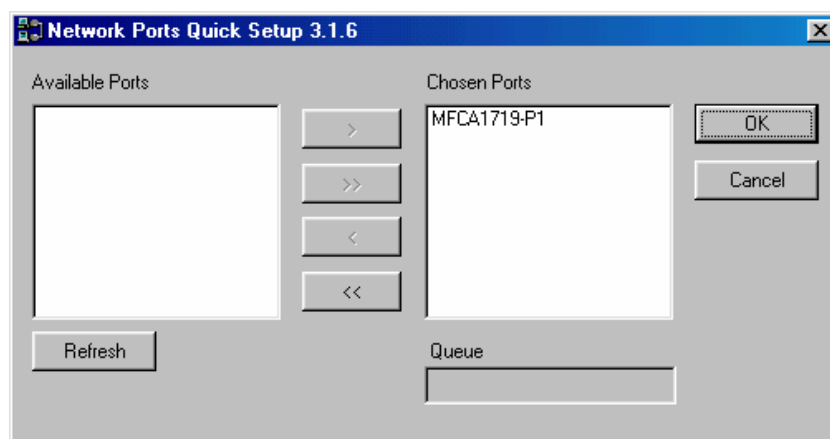 Network Ports Quick Setup 3.1.6
Available Ports
Chosen Ports
MFCA1719-P1
>
>>
<
<<
OK
Cancel
Refresh
Queue